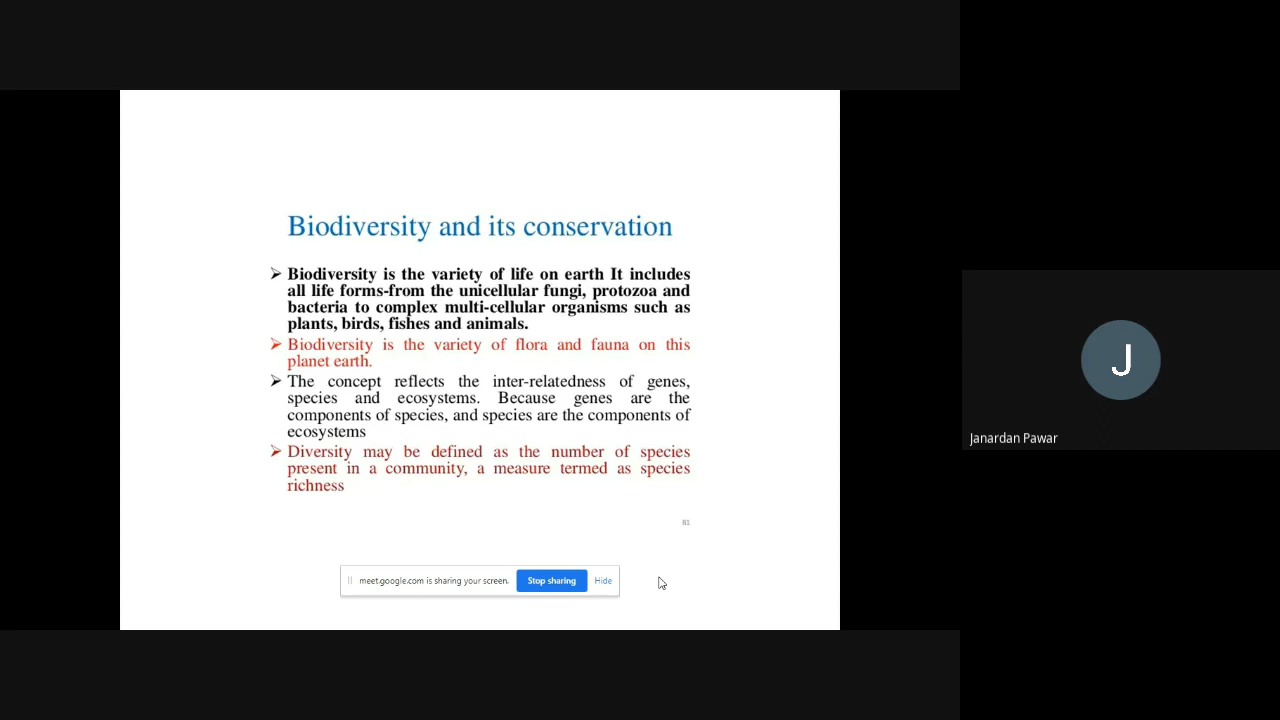 Biodiversity and its conservation
➢ Biodiversity is the variety of life on earth It includes
all life forms-from the unicellular fungi, protozoa and
bacteria to complex multi-cellular organisms such as
plants, birds, fishes and animals.
➢ Biodiversity is the variety of flora and fauna on this
planet earth.
➢ The concept reflects the inter-relatedness of genes,
species and ecosystems. Because genes are the
components of species, and species are the components of
ecosystems
➢ Diversity may be defined as the number of species
present in a community, a measure termed as species
richness
81
meet.google.com is sharing your screen. Stop sharing Hide
J
Janardan Pawar